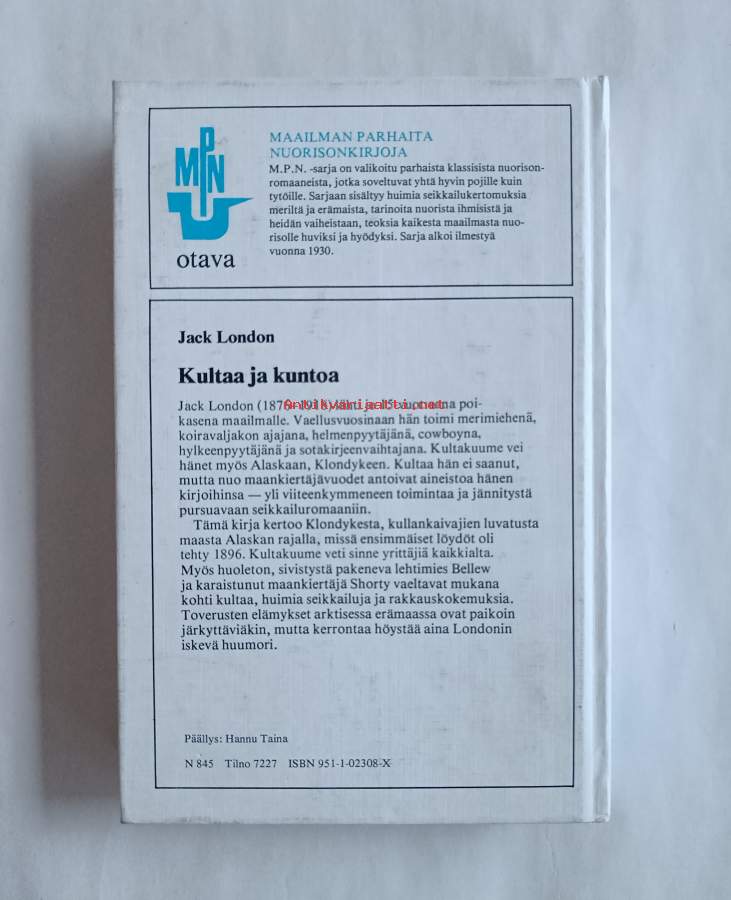 MPN
otava
MAAILMAN PARHAITA
NUORISONKIRJOJA
M.P.N. -sarja on valikoitu parhaista klassisista nuorison-
romaaneista, jotka soveltuvat yhtä hyvin pojille kuin
tytöille. Sarjaan sisältyy huimia seikkailukertomuksia
meriltä ja erämaista, tarinoita nuorista ihmisistä ja
heidän vaiheistaan, teoksia kaikesta maailmasta nuo-
risolle huviksi ja hyödyksi. Sarja alkoi ilmestyä
vuonna 1930.
Jack London
Kultaa ja kuntoa
Jack London (1876 poi-
Antikvariaatti.net
kasena maailmalle. Vaellusvuosinaan hän toimi merimiehenä,
koiravaljakon ajajana, helmenpyytäjänä, cowboyna,
hylkeenpyytäjänä ja sotakirjeenvaihtajana. Kultakuume vei
hänet myös Alaskaan, Klondykeen. Kultaa hän ei saanut,
mutta nuo maankiertäjävuodet antoivat aineistoa hänen
kirjoihinsa — yli viiteenkymmeneen toimintaa ja jännitystä
pursuavaan seikkailuromaaniin.
Tämä kirja kertoo Klondykesta, kullankaivajien luvatusta
maasta Alaskan rajalla, missä ensimmäiset löydöt oli
tehty 1896. Kultakuume veti sinne yrittäjiä kaikkialta.
Myös huoleton, sivistystä pakeneva lehtimies Bellew
ja karaistunut maankiertäjä Shorty vaeltavat mukana
kohti kultaa, huimia seikkailuja ja rakkauskokemuksia.
Toverusten elämykset arktisessa erämaassa ovat paikoin
järkyttäviäkin, mutta kerrontaa höystää aina Londonin
iskevä huumori.
Päällys: Hannu Taina
N 845 Tilno 7227 ISBN 951-1-02308-X